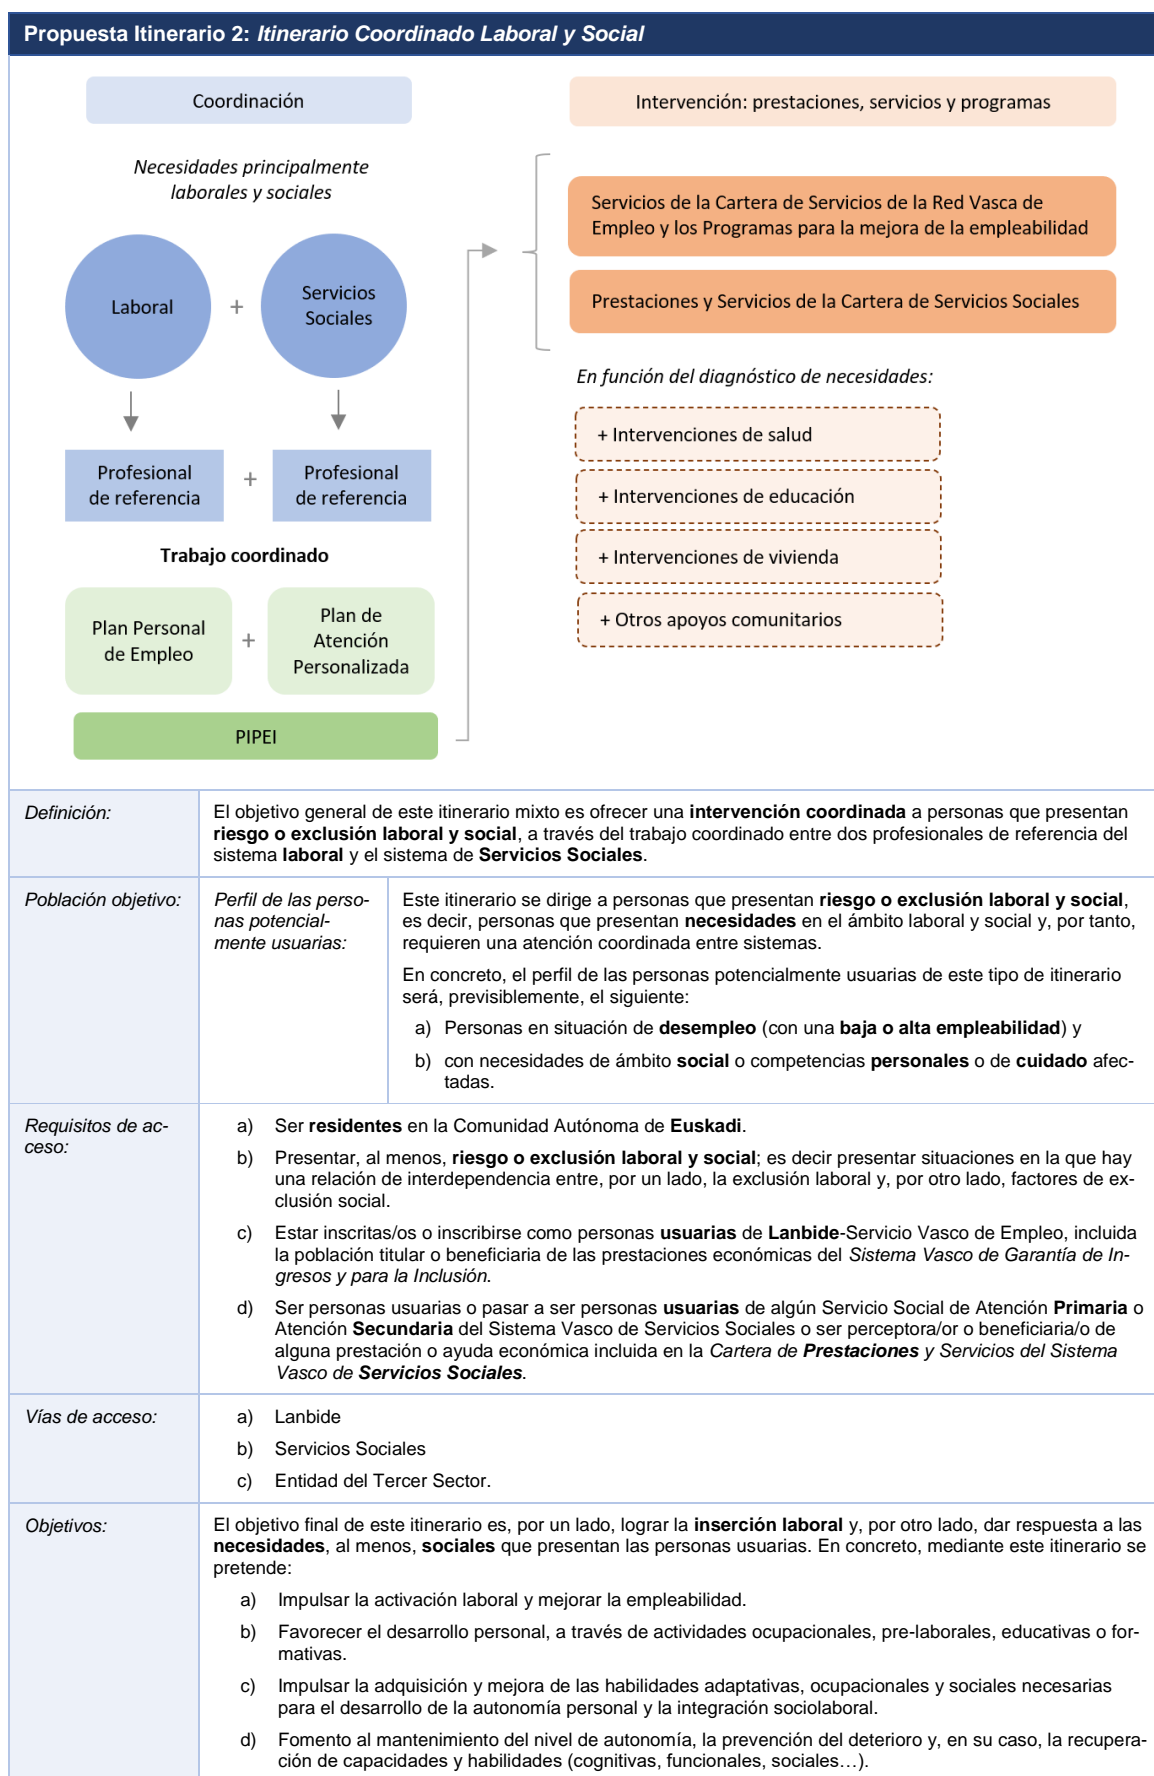 Propuesta Itinerario 2: Itinerario Coordinado Laboral y Social
Coordinación
Necesidades principalmente
laborales y sociales
Laboral
+
Servicios
Sociales
Profesional
de referencia
+
Profesional
de referencia
Trabajo coordinado
Plan Personal
de Empleo
+
Plan de
Atención
Personalizada
PIPEI
Intervención: prestaciones, servicios y programas
Servicios de la Cartera de Servicios de la Red Vasca de
Empleo y los Programas para la mejora de la empleabilidad
Prestaciones y Servicios de la Cartera de Servicios Sociales
En función del diagnóstico de necesidades:
+ Intervenciones de salud
+ Intervenciones de educación
+ Intervenciones de vivienda
+ Otros apoyos comunitarios
Definición:
El objetivo general de este itinerario mixto es ofrecer una intervención coordinada a personas que presentan
riesgo o exclusión laboral y social, a través del trabajo coordinado entre dos profesionales de referencia del
sistema laboral y el sistema de Servicios Sociales.
Población objetivo:
Perfil de las perso-
nas potencial-
mente usuarias:
Este itinerario se dirige a personas que presentan riesgo o exclusión laboral y social,
es decir, personas que presentan necesidades en el ámbito laboral y social y, por tanto,
requieren una atención coordinada entre sistemas.
En concreto, el perfil de las personas potencialmente usuarias de este tipo de itinerario
será, previsiblemente, el siguiente:
a) Personas en situación de desempleo (con una baja o alta empleabilidad) y
b) con necesidades de ámbito social o competencias personales o de cuidado afec-
tadas.
Requisitos de ac-
ceso:
a) Ser residentes en la Comunidad Autónoma de Euskadi.
b) Presentar, al menos, riesgo o exclusión laboral y social; es decir presentar situaciones en la que hay
una relación de interdependencia entre, por un lado, la exclusión laboral y, por otro lado, factores de ex-
clusión social.
c) Estar inscritas/os o inscribirse como personas usuarias de Lanbide-Servicio Vasco de Empleo, incluida
la población titular o beneficiaria de las prestaciones económicas del Sistema Vasco de Garantía de In-
gresos y para la Inclusión.
d) Ser personas usuarias o pasar a ser personas usuarias de algún Servicio Social de Atención Primaria o
Atención Secundaria del Sistema Vasco de Servicios Sociales o ser perceptora/or o beneficiaria/o de
alguna prestación o ayuda económica incluida en la Cartera de Prestaciones y Servicios del Sistema
Vasco de Servicios Sociales.
Vías de acceso:
a) Lanbide
b) Servicios Sociales
c) Entidad del Tercer Sector.
Objetivos:
El objetivo final de este itinerario es, por un lado, lograr la inserción laboral y, por otro lado, dar respuesta a las
necesidades, al menos, sociales que presentan las personas usuarias. En concreto, mediante este itinerario se
pretende:
a) Impulsar la activación laboral y mejorar la empleabilidad.
b) Favorecer el desarrollo personal, a través de actividades ocupacionales, pre-laborales, educativas o for-
mativas.
c) Impulsar la adquisición y mejora de las habilidades adaptativas, ocupacionales y sociales necesarias
para el desarrollo de la autonomía personal y la integración sociolaboral.
d) Fomento al mantenimiento del nivel de autonomía, la prevención del deterioro y, en su caso, la recupera-
ción de capacidades y habilidades (cognitivas, funcionales, sociales…).